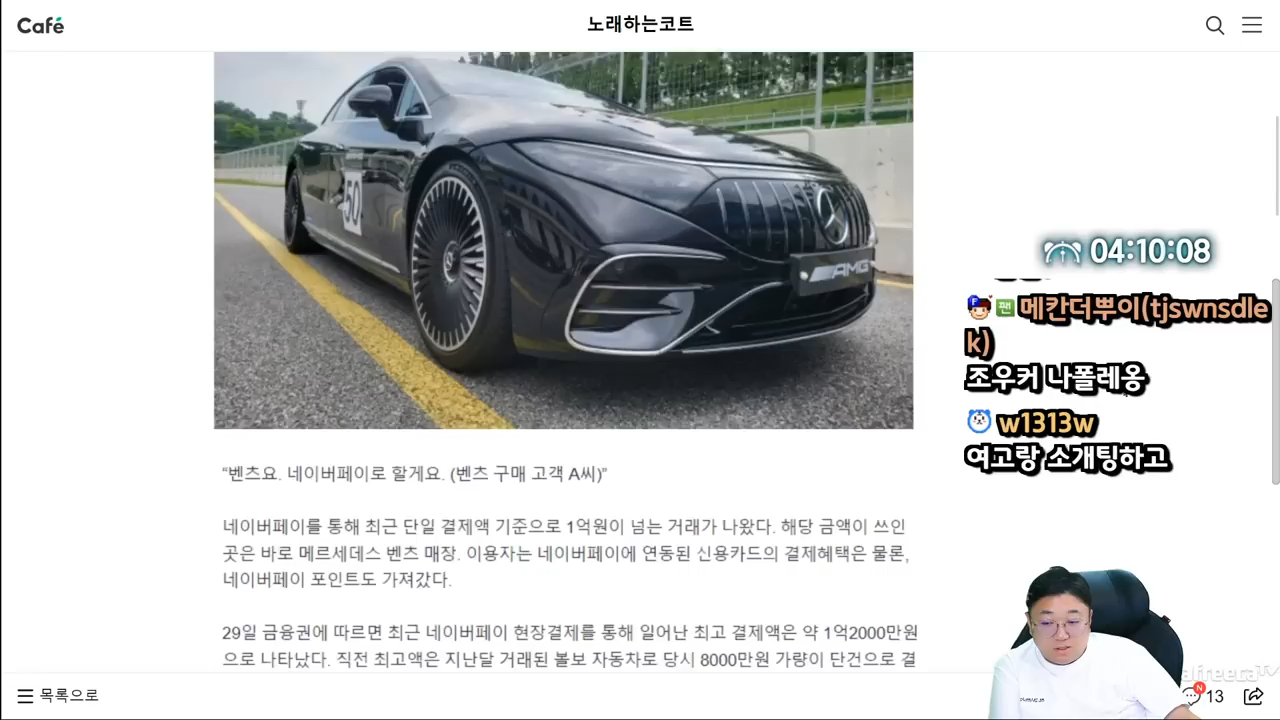 Café
노래하는코트
50
AMG
04:10:08
F 팬 메칸더뿌이(tjswnsdle
k)
조우커 나폴레옹
w1313w
여고랑 소개팅하고
“벤츠요. 네이버페이로 할게요. (벤츠 구매 고객 A씨)”
네이버페이를 통해 최근 단일 결제액 기준으로 1억원이 넘는 거래가 나왔다. 해당 금액이 쓰인
곳은 바로 메르세데스 벤츠 매장. 이용자는 네이버페이에 연동된 신용카드의 결제혜택은 물론,
네이버페이 포인트도 가져갔다.
29일 금융권에 따르면 최근 네이버페이 현장결제를 통해 일어난 최고 결제액은 약 1억2000만원
으로 나타났다. 직전 최고액은 지난달 거래된 볼보 자동차로 당시 8000만원 가량이 단건으로 결
afreecaTV
목록으로
N 13